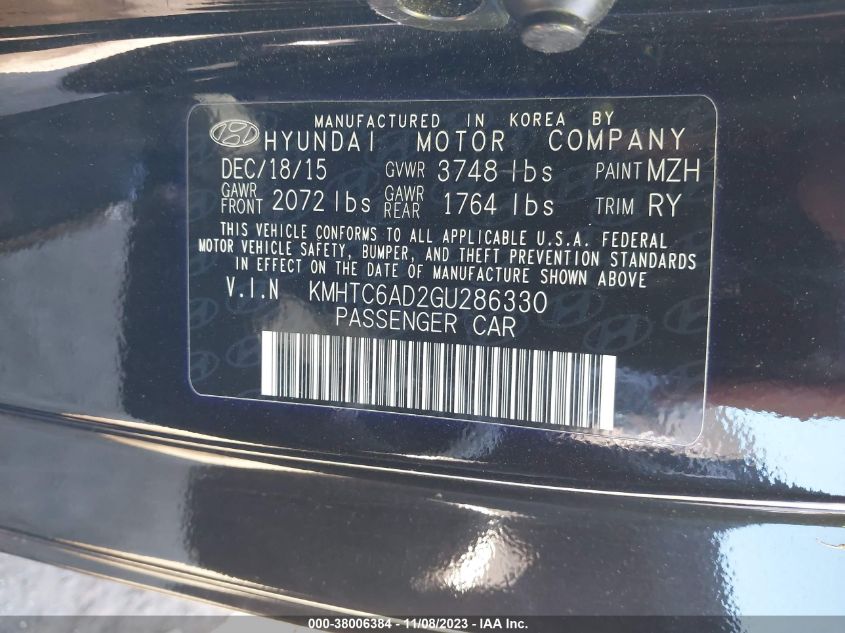 MANUFACTURED IN KOREA BY
HYUNDAI MOTOR COMPANY
DEC/18/15 GVWR 3748 lbs PAINT MZH
GAWR FRONT 2072 lbs GAWR REAR 1764 lbs TRIM RY
THIS VEHICLE CONFORMS TO ALL APPLICABLE U.S.A. FEDERAL
MOTOR VEHICLE SAFETY, BUMPER, AND THEFT PREVENTION STANDARDS
IN EFFECT ON THE DATE OF MANUFACTURE SHOWN ABOVE
V.I.N KMHTC6AD2GU286330
PASSENGER CAR
000-38006384 - 11/08/2023 - IAA Inc.